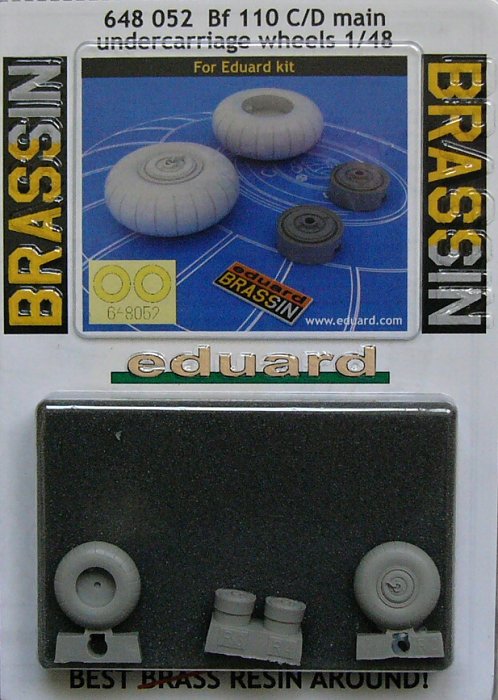 648 052 Bf 110 C/D main
undercarriage wheels 1/48
For Eduard kit
BRASSIN
BRASSIN
648052
eduard
BRASSIN
www.eduard.com
eduard
BEST BRASS RESIN AROUND!